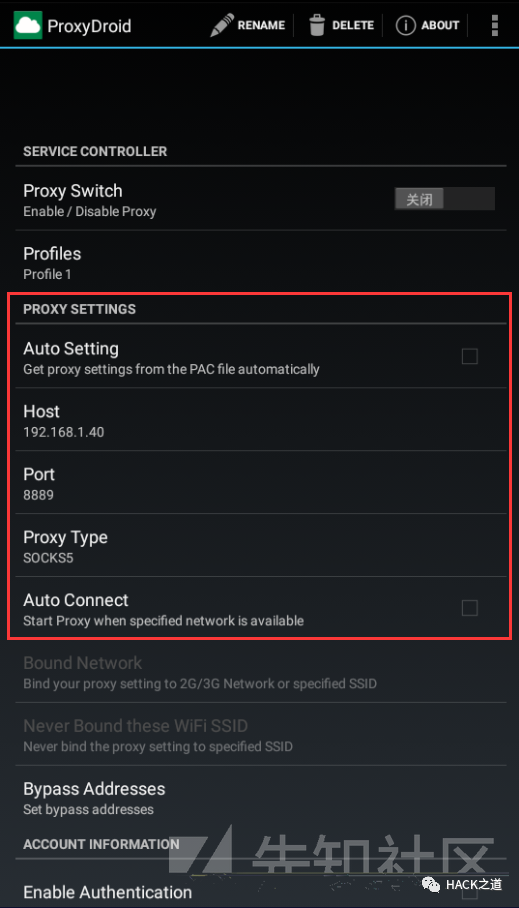 ProxyDroid
RENAME
DELETE
ABOUT
SERVICE CONTROLLER
Proxy Switch
Enable / Disable Proxy
关闭
Profiles
Profile 1
PROXY SETTINGS
Auto Setting
Get proxy settings from the PAC file automatically
Host
192.168.1.40
Port
8889
Proxy Type
SOCKS5
Auto Connect
Start Proxy when specified network is available
Bound Network
Bind your proxy setting to 2G/3G Network or specified SSID
Never Bound these WiFi SSID
Never bind the proxy setting to specified SSID
Bypass Addresses
Set bypass addresses
ACCOUNT INFORMATION
先知社区
Enable Authentication
HACK之道